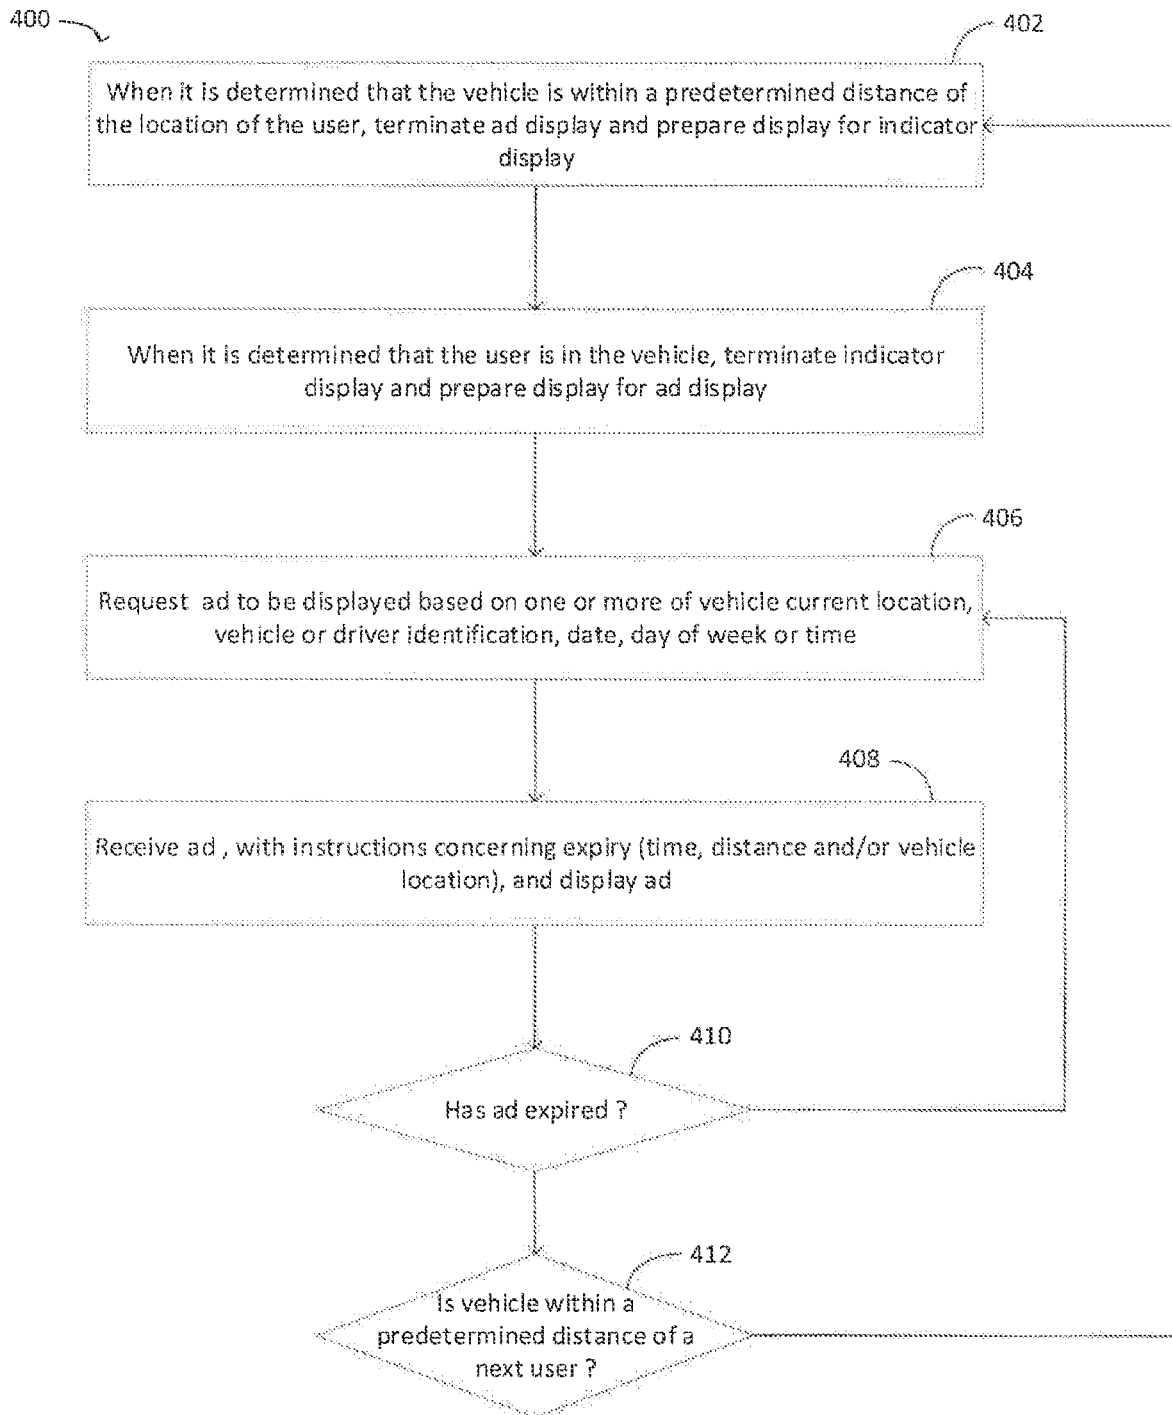 400
402
When it is determined that the vehicle is within a predetermined distance of
the location of the user, terminate ad display and prepare display for indicator
display
404
When it is determined that the user is in the vehicle, terminate indicator
display and prepare display for ad display
406
Request ad to be displayed based on one or more of vehicle current location,
vehicle or driver identification, date, day of week or time
408
Receive ad , with instructions concerning expiry (time, distance and/or vehicle
location), and display ad
410
Has ad expired ?
412
Is vehicle within a
predetermined distance of a
next user ?